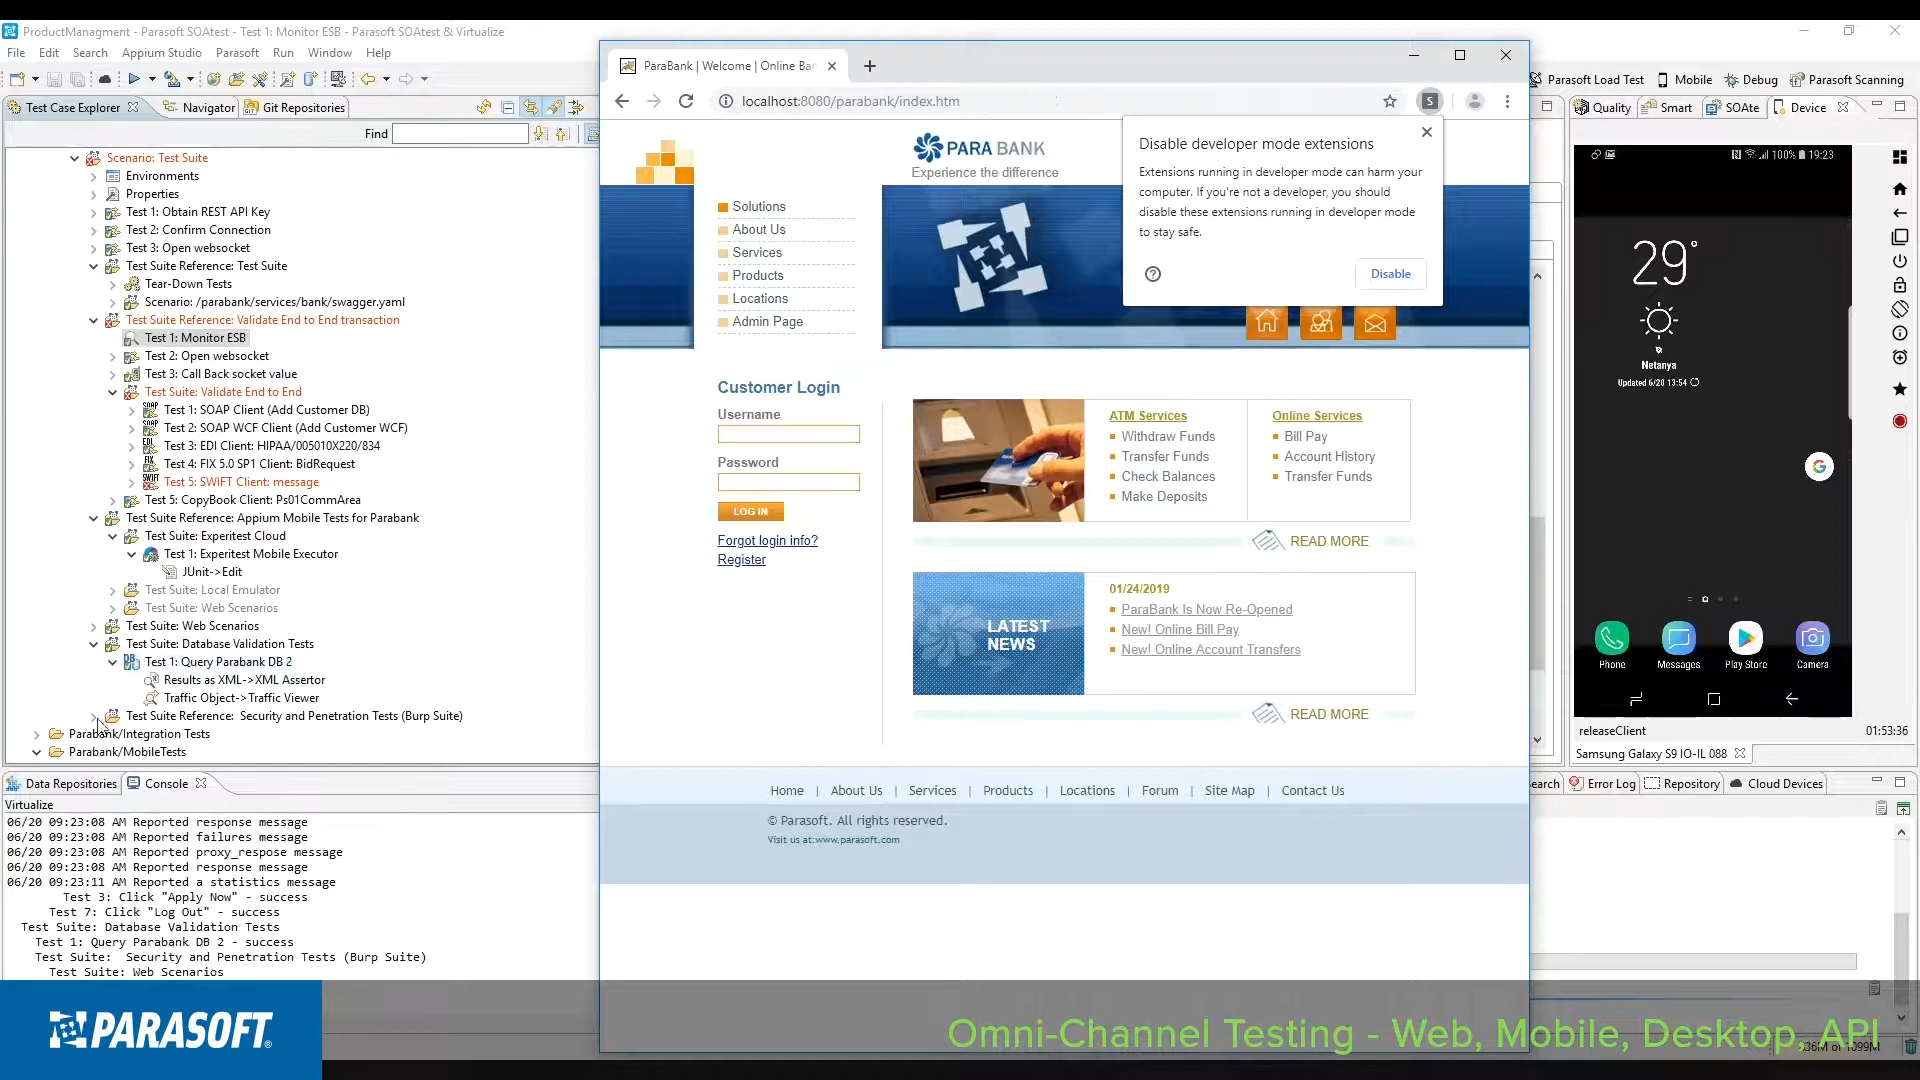 ProductManagment - Parasoft SOAtest - Test 1: Monitor ESB - Parasoft SOAtest & Virtualize
File Edit Search Appium Studio Parasoft Run Window Help
Parasoft Load Test Mobile Debug Parasoft Scanning
Test Case Explorer Navigator Git Repositories
Find
Scenario: Test Suite
Environments
Properties
Test 1: Obtain REST API Key
Test 2: Confirm Connection
Test 3: Open websocket
Test Suite Reference: Test Suite
Tear-Down Tests
Scenario: /parabank/services/bank/swagger.yaml
Test Suite Reference: Validate End to End transaction
Test 1: Monitor ESB
Test 2: Open websocket
Test 3: Call Back socket value
Test Suite: Validate End to End
Test 1: SOAP Client (Add Customer DB)
Test 2: SOAP WCF Client (Add Customer WCF)
Test 3: EDI Client: HIPAA/005010X220/834
Test 4: FIX 5.0 SP1 Client: BidRequest
Test 5: SWIFT Client: message
Test 5: CopyBook Client: Ps01CommArea
Test Suite Reference: Appium Mobile Tests for Parabank
Test Suite: Experitest Cloud
Test 1: Experitest Mobile Executor
JUnit->Edit
Test Suite: Local Emulator
Test Suite: Web Scenarios
Test Suite: Web Scenarios
Test Suite: Database Validation Tests
Test 1: Query Parabank DB 2
Results as XML->XML Assertor
Traffic Object->Traffic Viewer
Test Suite Reference: Security and Penetration Tests (Burp Suite)
Parabank/Integration Tests
Parabank/MobileTests
Data Repositories Console
Virtualize
06/20 09:23:08 AM Reported response message
06/20 09:23:08 AM Reported failures message
06/20 09:23:08 AM Reported proxy_respose message
06/20 09:23:08 AM Reported response message
06/20 09:23:11 AM Reported a statistics message
Test 3: Click "Apply Now" - success
Test 7: Click "Log Out" - success
Test Suite: Database Validation Tests
Test 1: Query Parabank DB 2 - success
Test Suite: Security and Penetration Tests (Burp Suite)
Test Suite: Web Scenarios
ParaBank | Welcome | Online Ba
localhost:8080/parabank/index.htm
S
Disable developer mode extensions
Extensions running in developer mode can harm your
computer. If you're not a developer, you should
disable these extensions running in developer mode
to stay safe.
Disable
PARA BANK
Experience the difference
Solutions
About Us
Services
Products
Locations
Admin Page
Customer Login
Username
Password
LOG IN
Forgot login info?
Register
ATM Services
Withdraw Funds
Transfer Funds
Check Balances
Make Deposits
Online Services
Bill Pay
Account History
Transfer Funds
READ MORE
LATEST
NEWS
01/24/2019
ParaBank Is Now Re-Opened
New! Online Bill Pay
New! Online Account Transfers
READ MORE
Home | About Us | Services | Products | Locations | Forum | Site Map | Contact Us
© Parasoft. All rights reserved.
Visit us at:www.parasoft.com
Quality Smart SOAte Device
100% 19:23
29°
Netanya
Updated 6/20 13:54
G
Phone Messages Play Store Camera
releaseClient 01:53:36
Samsung Galaxy S9 IO-IL 088
earch Error Log Repository Cloud Devices
PARASOFT
Omni-Channel Testing - Web, Mobile, Desktop, API